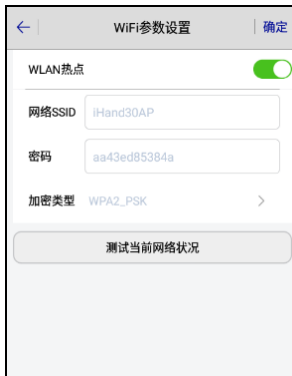 WiFi参数设置 确定
WLAN热点
网络SSID iHand30AP
密码 aa43ed85384a
加密类型 WPA2_PSK
测试当前网络状况